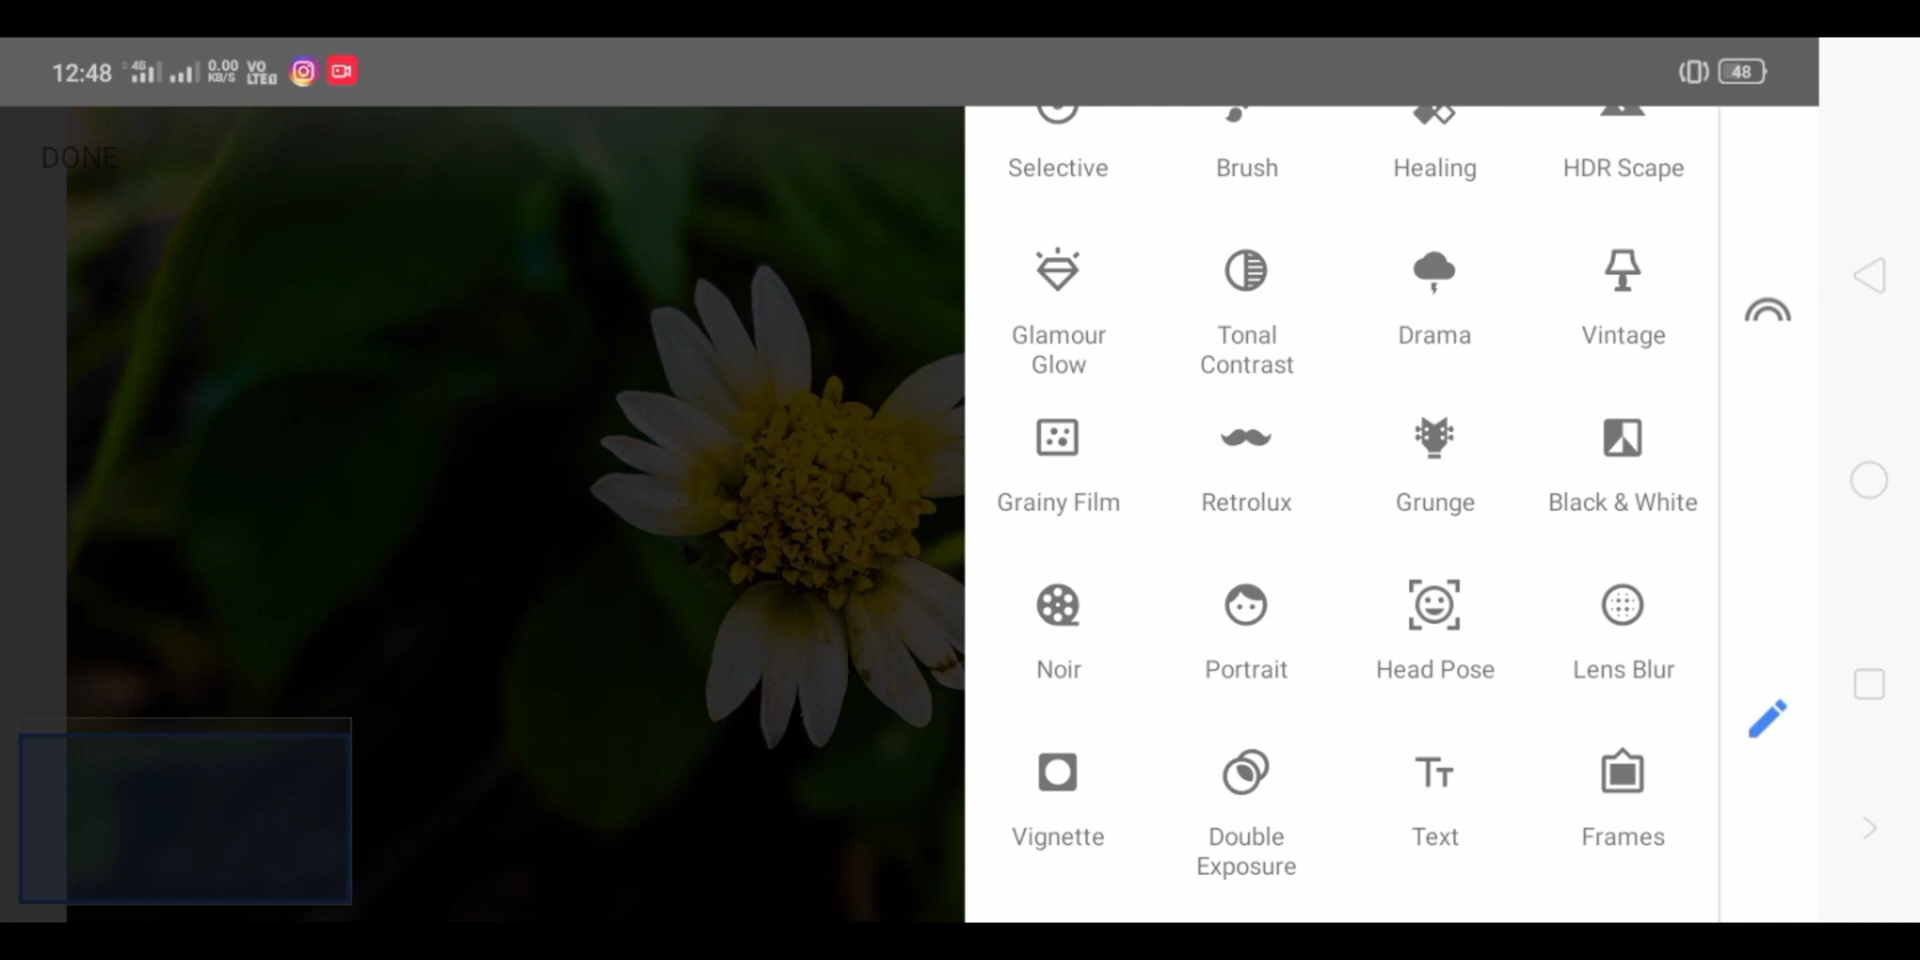 12:48 4G 0.00 KB/S VO LTE 48
DONE
Selective Brush Healing HDR Scape
Glamour Glow Tonal Contrast Drama Vintage
Grainy Film Retrolux Grunge Black & White
Noir Portrait Head Pose Lens Blur
Vignette Double Exposure Text Frames